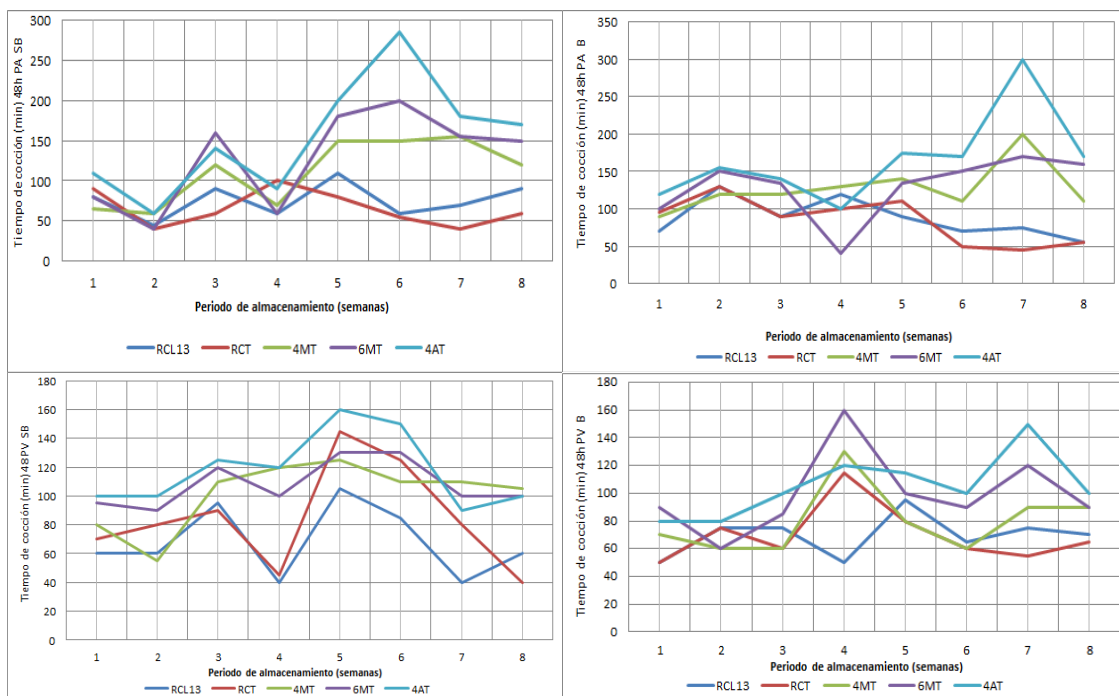 Tiempo de cocción (min) 48h PA SB
300
250
200
150
100
50
0
1 2 3 4 5 6 7 8
Periodo de almacenamiento (semanas)
RCL13 RCT 4MT 6MT 4AT
Tiempo de cocción (min) 48h PA B
350
300
250
200
150
100
50
0
1 2 3 4 5 6 7 8
Periodo de almacenamiento (semanas)
RCL13 RCT 4MT 6MT 4AT
Tiempo de cocción (min) 48PV SB
180
160
140
120
100
80
60
40
20
0
1 2 3 4 5 6 7 8
Periodo de almacenamiento (semanas)
RCL13 RCT 4MT 6MT 4AT
Tiempo de cocción (min) 48h PV B
180
160
140
120
100
80
60
40
20
0
1 2 3 4 5 6 7 8
Periodo de almacenamiento (semanas)
RCL13 RCT 4MT 6MT 4AT